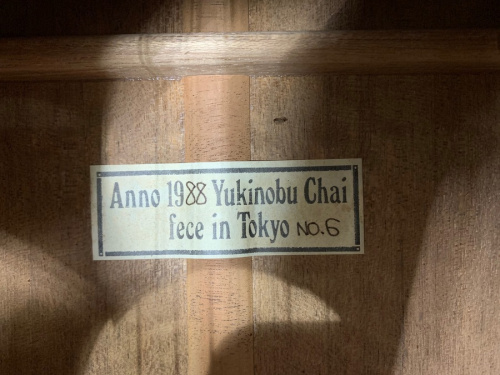 Anno 1988 Yukinobu Chai
fece in Tokyo NO.6